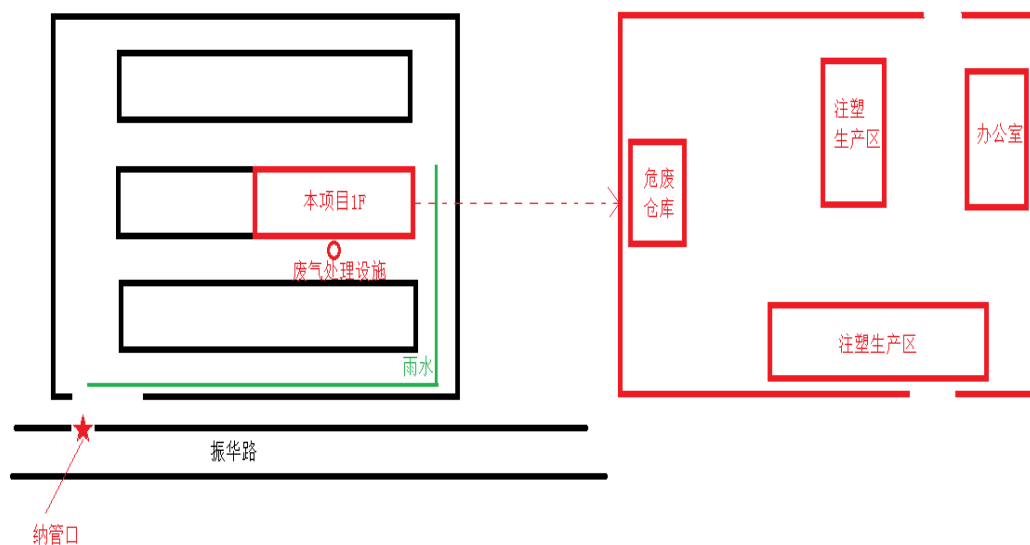 本项目1F
废气处理设施
雨水
振华路
纳管口
注塑
生产区
办公室
危废
仓库
注塑生产区